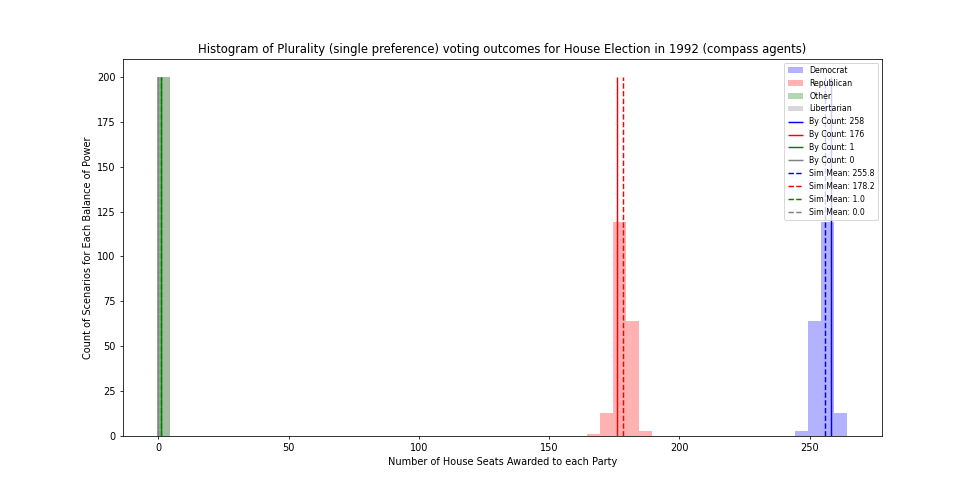 Histogram of Plurality (single preference) voting outcomes for House Election in 1992 (compass agents)
Count of Scenarios for Each Balance of Power
200
175
150
125
100
75
50
25
0
0
50
100
150
200
250
Number of House Seats Awarded to each Party
Democrat
Republican
Other
Libertarian
By Count: 258
By Count: 176
By Count: 1
By Count: 0
Sim Mean: 255.8
Sim Mean: 178.2
Sim Mean: 1.0
Sim Mean: 0.0